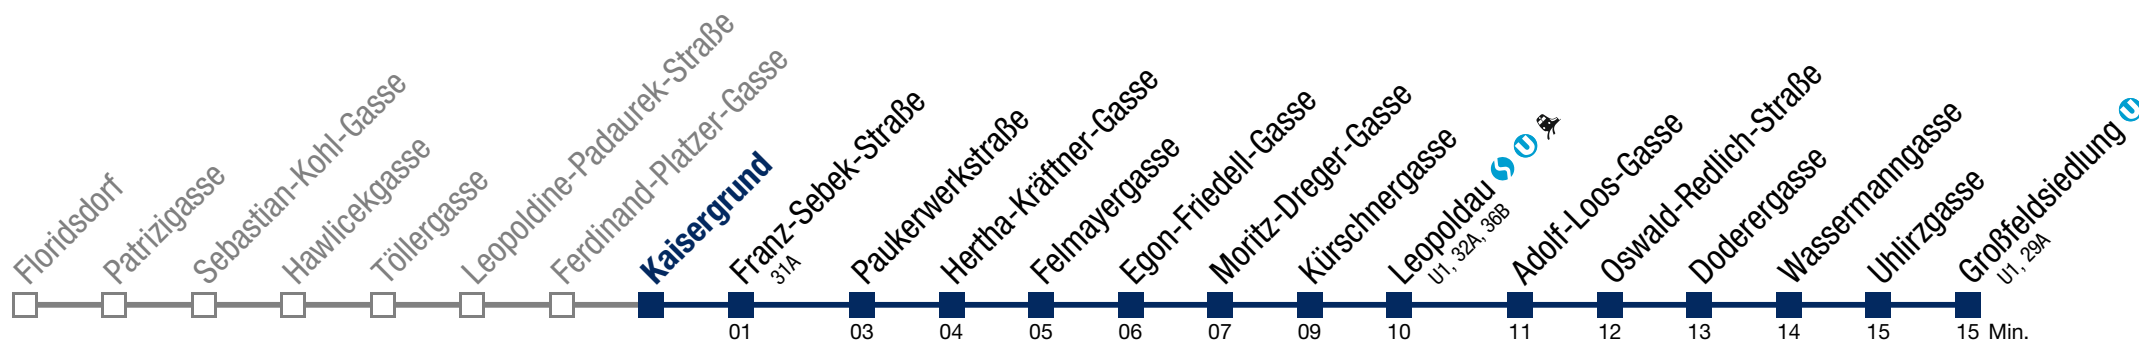 Floridsdorf
Patrizigasse
Sebastian-Kohl-Gasse
Hawlicekgasse
Töllergasse
Leopoldine-Padaurek-Straße
Ferdinand-Platzer-Gasse
Kaisergrund
Franz-Sebek-Straße
31A
Paukerwerkstraße
Hertha-Kräftner-Gasse
Felmayergasse
Egon-Friedell-Gasse
Moritz-Dreger-Gasse
Kürschnergasse
Leopoldau S U
U1, 32A, 36B
Adolf-Loos-Gasse
Oswald-Redlich-Straße
Doderergasse
Wassermanngasse
Uhlirzgasse
Großfeldsiedlung U
U1, 29A
01 03 04 05 06 07 09 10 11 12 13 14 15 15 Min.